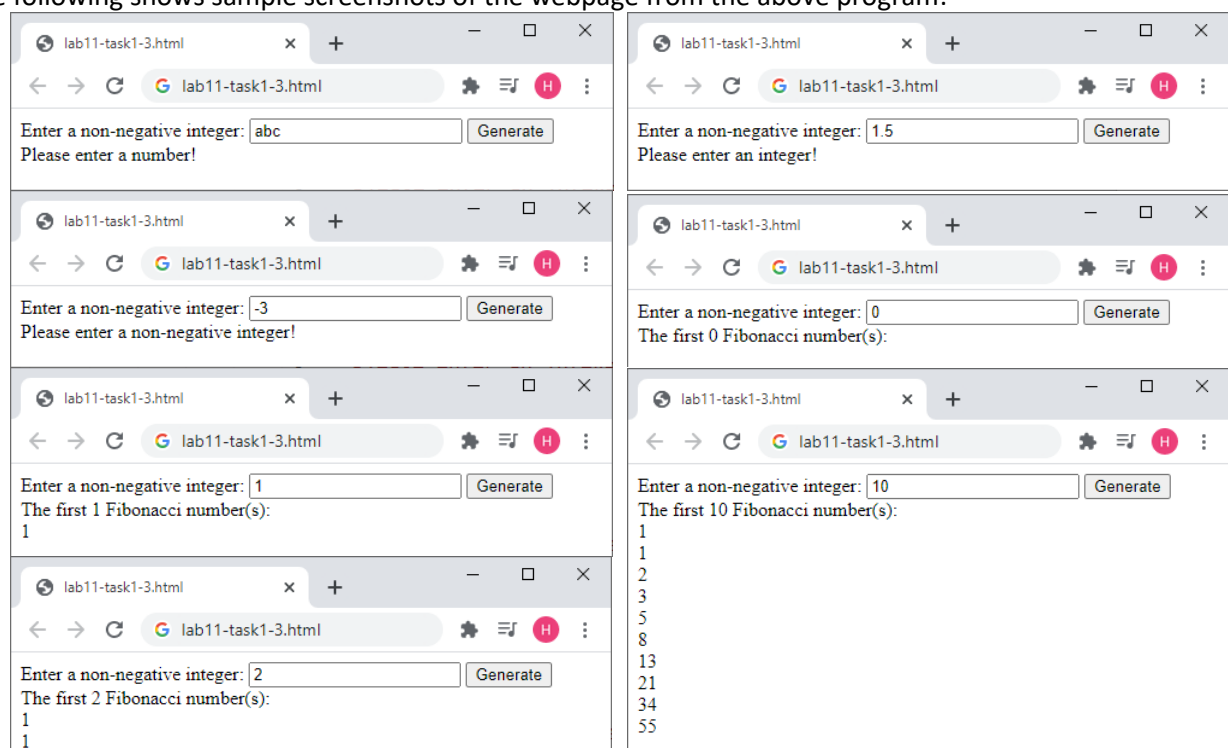 e following shows sample screenshots of the webpage from the above program:
lab11-task1-3.html
lab11-task1-3.html
H
Enter a non-negative integer: abc Generate
Please enter a number!
lab11-task1-3.html
lab11-task1-3.html
H
Enter a non-negative integer: 1.5 Generate
Please enter an integer!
lab11-task1-3.html
lab11-task1-3.html
H
Enter a non-negative integer: -3 Generate
Please enter a non-negative integer!
lab11-task1-3.html
lab11-task1-3.html
H
Enter a non-negative integer: 0 Generate
The first 0 Fibonacci number(s):
lab11-task1-3.html
lab11-task1-3.html
H
Enter a non-negative integer: 1 Generate
The first 1 Fibonacci number(s):
1
lab11-task1-3.html
lab11-task1-3.html
H
Enter a non-negative integer: 2 Generate
The first 2 Fibonacci number(s):
1
1
lab11-task1-3.html
lab11-task1-3.html
H
Enter a non-negative integer: 10 Generate
The first 10 Fibonacci number(s):
1
1
2
3
5
8
13
21
34
55